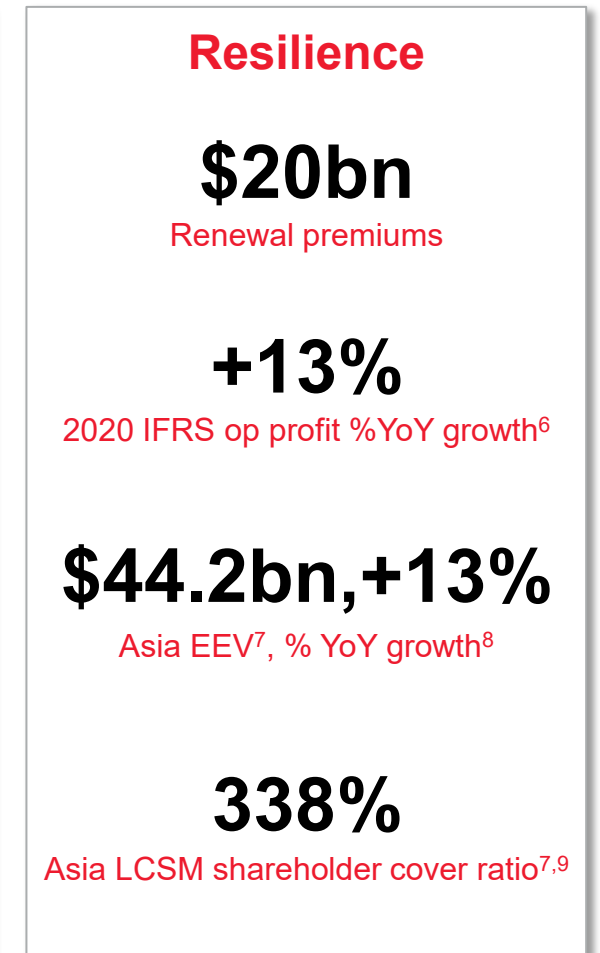 Resilience
$20bn
Renewal premiums
+13%
2020 IFRS op profit %YoY growth⁶
$44.2bn,+13%
Asia EEV⁷, % YoY growth⁸
338%
Asia LCSM shareholder cover ratio⁷,⁹